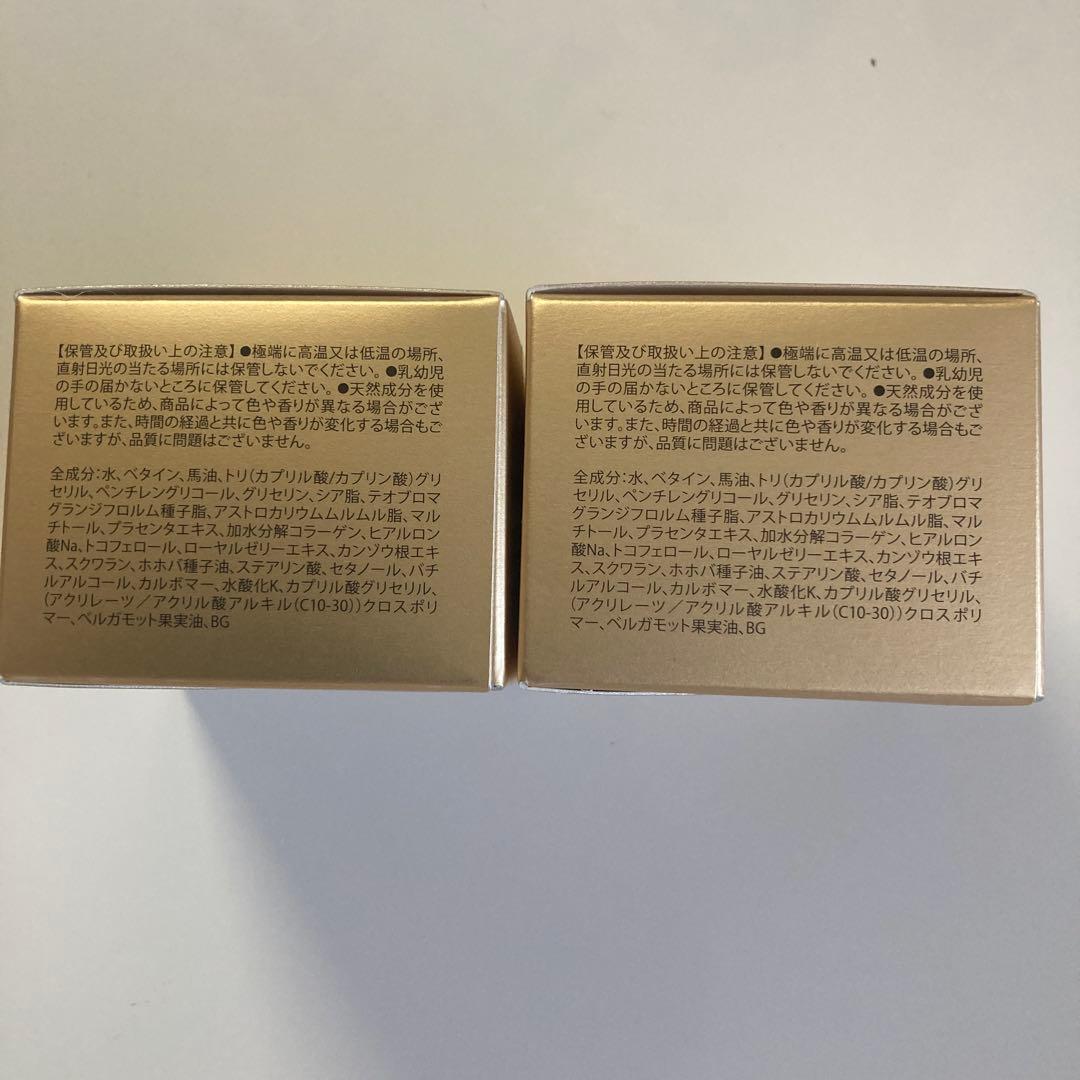 【保管及び取扱い上の注意】●極端に高温又は低温の場所、
直射日光の当たる場所には保管しないでください。●乳幼児
の手の届かないところに保管してください。●天然成分を使
用しているため、商品によって色や香りが異なる場合がござ
います。また、時間の経過と共に色や香りが変化する場合もご
ざいますが、品質に問題はございません。
全成分:水、ベタイン、馬油、トリ(カプリル酸/カプリン酸)グリ
セリル、ペンチレングリコール、グリセリン、シア脂、テオブロマ
グランジフロルム種子脂、アストロカリウムムルムル脂、マル
チトール、プラセンタエキス、加水分解コラーゲン、ヒアルロン
酸Na、トコフェロール、ローヤルゼリーエキス、カンゾウ根エキ
ス、スクワラン、ホホバ種子油、ステアリン酸、セタノール、バチ
ルアルコール、カルボマー、水酸化K、カプリル酸グリセリル、
(アクリレーツ／アクリル酸アルキル(C10-30))クロスポリ
マー、ベルガモット果実油、BG
【保管及び取扱い上の注意】●極端に高温又は低温の場所、
直射日光の当たる場所には保管しないでください。●乳幼児
の手の届かないところに保管してください。●天然成分を使
用しているため、商品によって色や香りが異なる場合がござ
います。また、時間の経過と共に色や香りが変化する場合もご
ざいますが、品質に問題はございません。
全成分:水、ベタイン、馬油、トリ(カプリル酸/カプリン酸)グリ
セリル、ペンチレングリコール、グリセリン、シア脂、テオブロマ
グランジフロルム種子脂、アストロカリウムムルムル脂、マル
チトール、プラセンタエキス、加水分解コラーゲン、ヒアルロン
酸Na、トコフェロール、ローヤルゼリーエキス、カンゾウ根エキ
ス、スクワラン、ホホバ種子油、ステアリン酸、セタノール、バチ
ルアルコール、カルボマー、水酸化K、カプリル酸グリセリル、
(アクリレーツ／アクリル酸アルキル(C10-30))クロスポリ
マー、ベルガモット果実油、BG